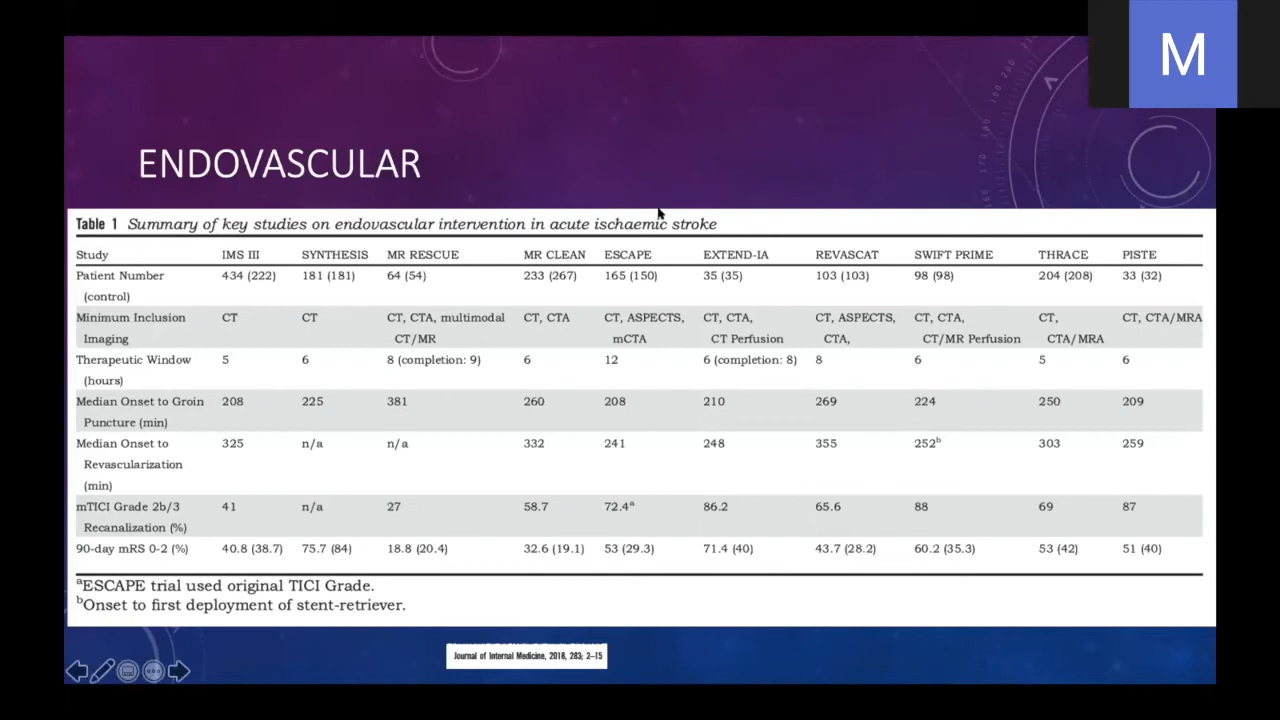 M
ENDOVASCULAR
Table 1 Summary of key studies on endovascular intervention in acute ischaemic stroke
Study IMS III SYNTHESIS MR RESCUE MR CLEAN ESCAPE EXTEND-IA REVASCAT SWIFT PRIME THRACE PISTE
Patient Number 434 (222) 181 (181) 64 (54) 233 (267) 165 (150) 35 (35) 103 (103) 98 (98) 204 (208) 33 (32)
(control)
Minimum Inclusion CT CT CT, CTA, multimodal CT, CTA CT, ASPECTS, CT, CTA, CT, ASPECTS, CT, CTA, CT, CT, CTA/MRA
Imaging CT/MR mCTA CT Perfusion CTA, CT/MR Perfusion CTA/MRA
Therapeutic Window 5 6 8 (completion: 9) 6 12 6 (completion: 8) 8 6 5 6
(hours)
Median Onset to Groin 208 225 381 260 208 210 269 224 250 209
Puncture (min)
Median Onset to 325 n/a n/a 332 241 248 355 252b 303 259
Revascularization
(min)
mTICI Grade 2b/3 41 n/a 27 58.7 72.4a 86.2 65.6 88 69 87
Recanalization (%)
90-day mRS 0-2 (%) 40.8 (38.7) 75.7 (84) 18.8 (20.4) 32.6 (19.1) 53 (29.3) 71.4 (40) 43.7 (28.2) 60.2 (35.3) 53 (42) 51 (40)
aESCAPE trial used original TICI Grade.
bOnset to first deployment of stent-retriever.
Journal of Internal Medicine, 2018, 283; 2–15